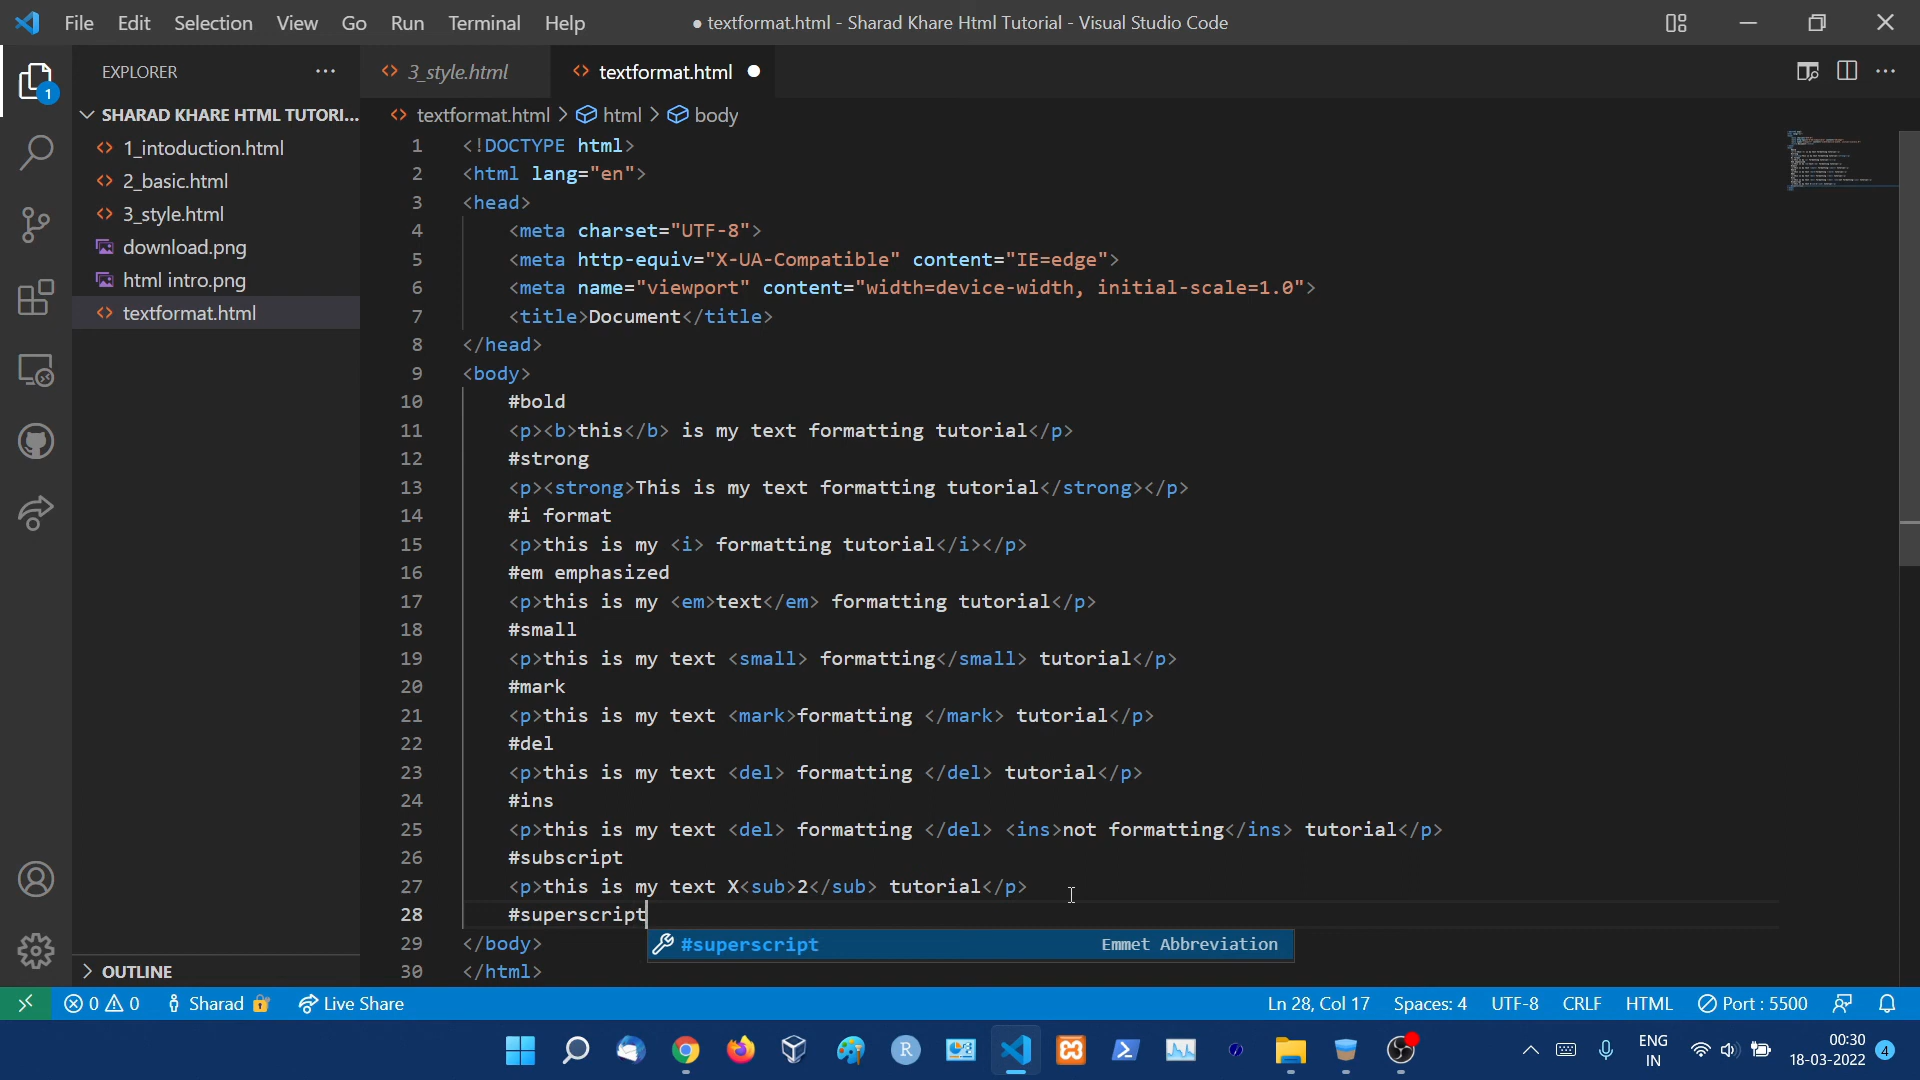 File Edit Selection View Go Run Terminal Help
● textformat.html - Sharad Khare Html Tutorial - Visual Studio Code
EXPLORER
3_style.html
textformat.html
1
SHARAD KHARE HTML TUTORI...
textformat.html > html > body
1_intoduction.html
2_basic.html
3_style.html
download.png
html intro.png
textformat.html
1 <!DOCTYPE html>
2 <html lang="en">
3 <head>
4 <meta charset="UTF-8">
5 <meta http-equiv="X-UA-Compatible" content="IE=edge">
6 <meta name="viewport" content="width=device-width, initial-scale=1.0">
7 <title>Document</title>
8 </head>
9 <body>
10 #bold
11 <p><b>this</b> is my text formatting tutorial</p>
12 #strong
13 <p><strong>This is my text formatting tutorial</strong></p>
14 #i format
15 <p>this is my <i> formatting tutorial</i></p>
16 #em emphasized
17 <p>this is my <em>text</em> formatting tutorial</p>
18 #small
19 <p>this is my text <small> formatting</small> tutorial</p>
20 #mark
21 <p>this is my text <mark>formatting </mark> tutorial</p>
22 #del
23 <p>this is my text <del> formatting </del> tutorial</p>
24 #ins
25 <p>this is my text <del> formatting </del> <ins>not formatting</ins> tutorial</p>
26 #subscript
27 <p>this is my text X<sub>2</sub> tutorial</p>
28 #superscript
#superscript Emmet Abbreviation
29 </body>
30 </html>
OUTLINE
0 0 Sharad Live Share
Ln 28, Col 17 Spaces: 4 UTF-8 CRLF HTML Port : 5500
R
ENG
IN
00:30
18-03-2022
4